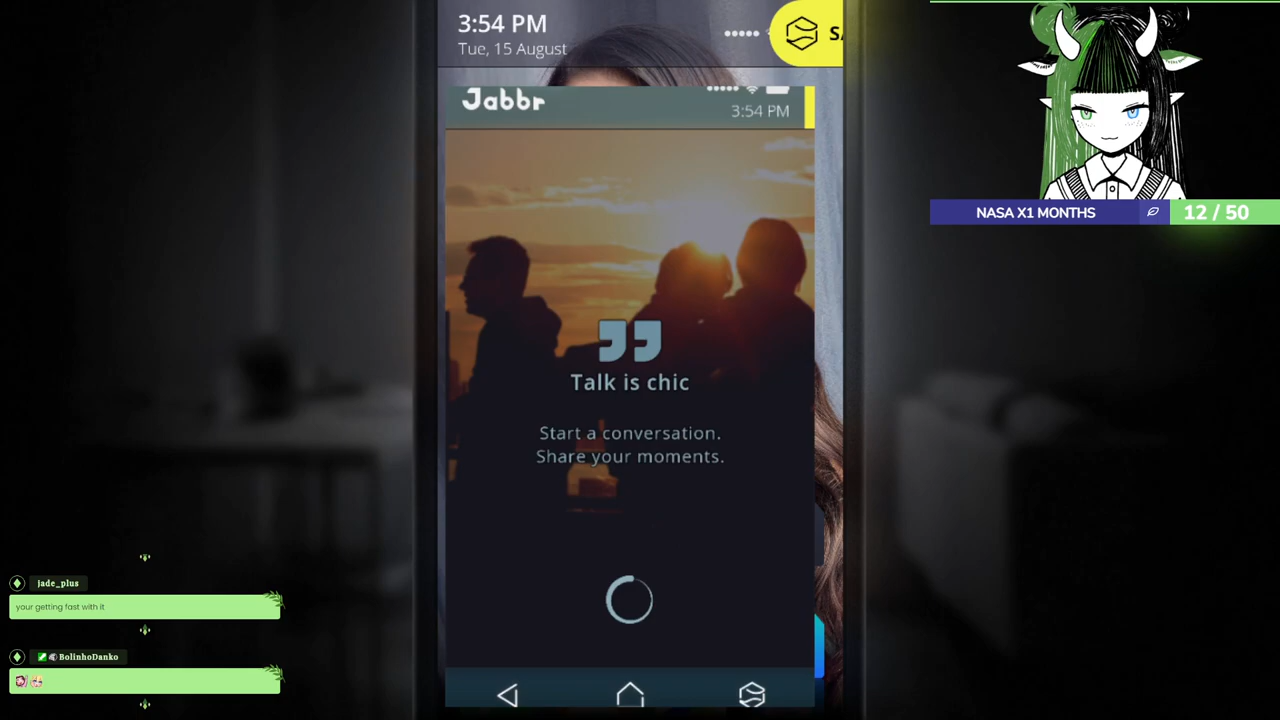 3:54 PM
Tue, 15 August
Jabbr
3:54 PM
Talk is chic
Start a conversation.
Share your moments.
NASA X1 MONTHS
12 / 50
Jade_plus
your getting fast with it
BolinhoDanko